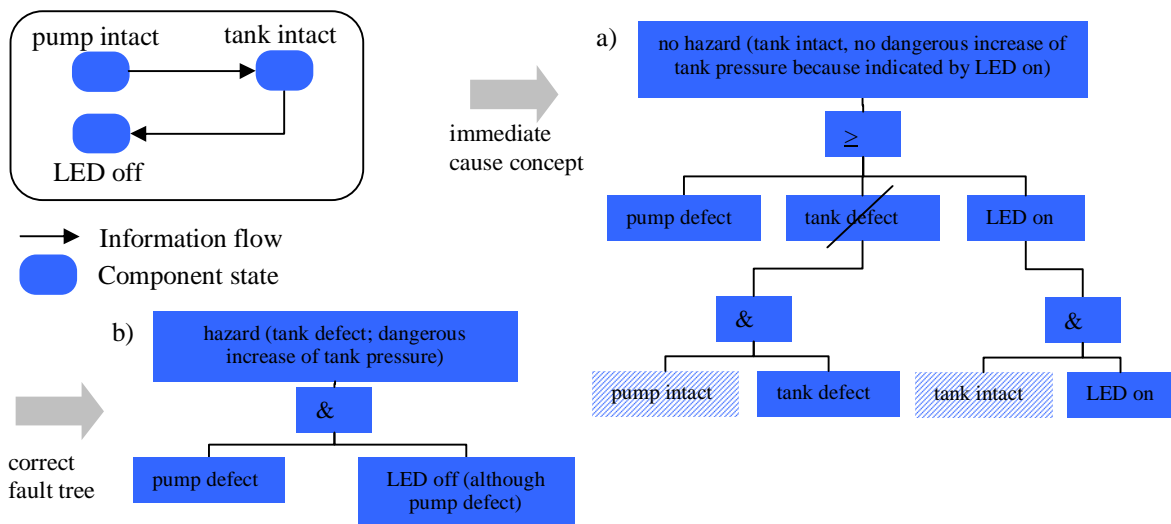 pump intact
tank intact
LED off
Information flow
Component state
immediate
cause concept
a)
no hazard (tank intact, no dangerous increase of
tank pressure because indicated by LED on)
≥
pump defect
tank defect
LED on
&
&
pump intact
tank defect
tank intact
LED on
correct
fault tree
b)
hazard (tank defect; dangerous
increase of tank pressure)
&
pump defect
LED off (although
pump defect)